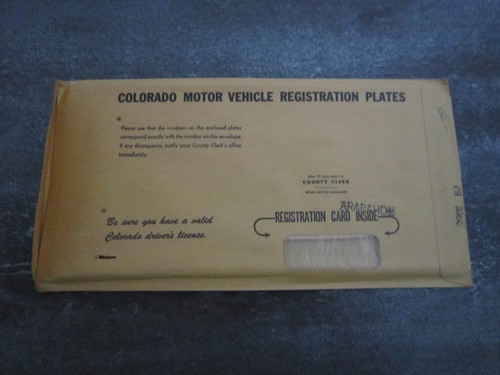 COLORADO MOTOR VEHICLE REGISTRATION PLATES
Please see that the numbers on the enclosed plates
correspond exactly with the numbers on this envelope.
If any discrepancy, notify your County Clerk's office
immediately.
COUNTY CLERK
ARAPAHOE
REGISTRATION CARD INSIDE
Be sure you have a valid
Colorado driver's license.